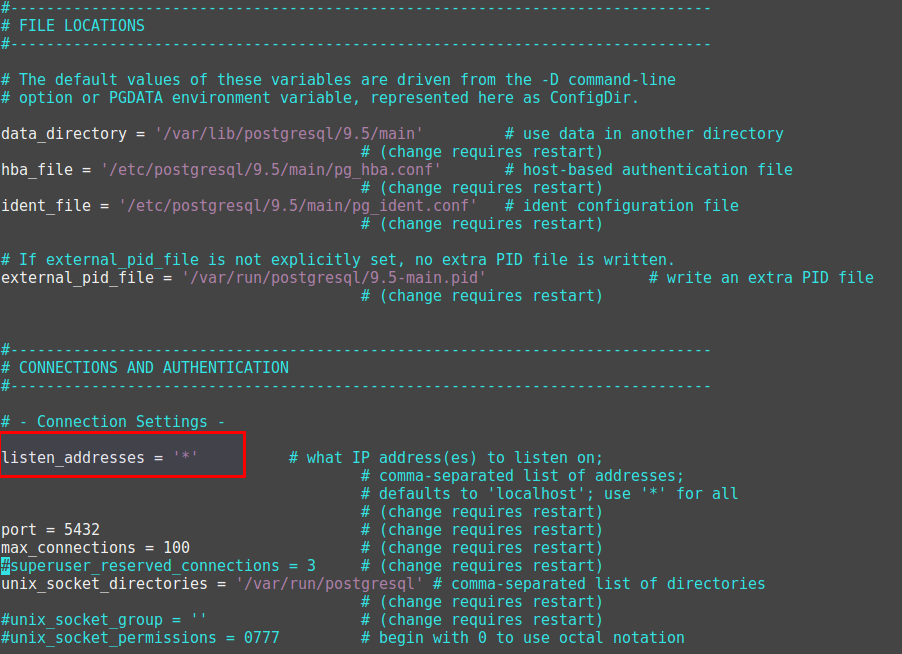 #------------------------------------------------------------------------------
# FILE LOCATIONS
#------------------------------------------------------------------------------
# The default values of these variables are driven from the -D command-line
# option or PGDATA environment variable, represented here as ConfigDir.
data_directory = '/var/lib/postgresql/9.5/main'         # use data in another directory
                                        # (change requires restart)
hba_file = '/etc/postgresql/9.5/main/pg_hba.conf'       # host-based authentication file
                                        # (change requires restart)
ident_file = '/etc/postgresql/9.5/main/pg_ident.conf'   # ident configuration file
                                        # (change requires restart)
# If external_pid_file is not explicitly set, no extra PID file is written.
external_pid_file = '/var/run/postgresql/9.5-main.pid'                  # write an extra PID file
                                        # (change requires restart)
#------------------------------------------------------------------------------
# CONNECTIONS AND AUTHENTICATION
#------------------------------------------------------------------------------
# - Connection Settings -
listen_addresses = '*'          # what IP address(es) to listen on;
                                        # comma-separated list of addresses;
                                        # defaults to 'localhost'; use '*' for all
                                        # (change requires restart)
port = 5432                             # (change requires restart)
max_connections = 100                   # (change requires restart)
#superuser_reserved_connections = 3     # (change requires restart)
unix_socket_directories = '/var/run/postgresql' # comma-separated list of directories
                                        # (change requires restart)
#unix_socket_group = ''                 # (change requires restart)
#unix_socket_permissions = 0777         # begin with 0 to use octal notation